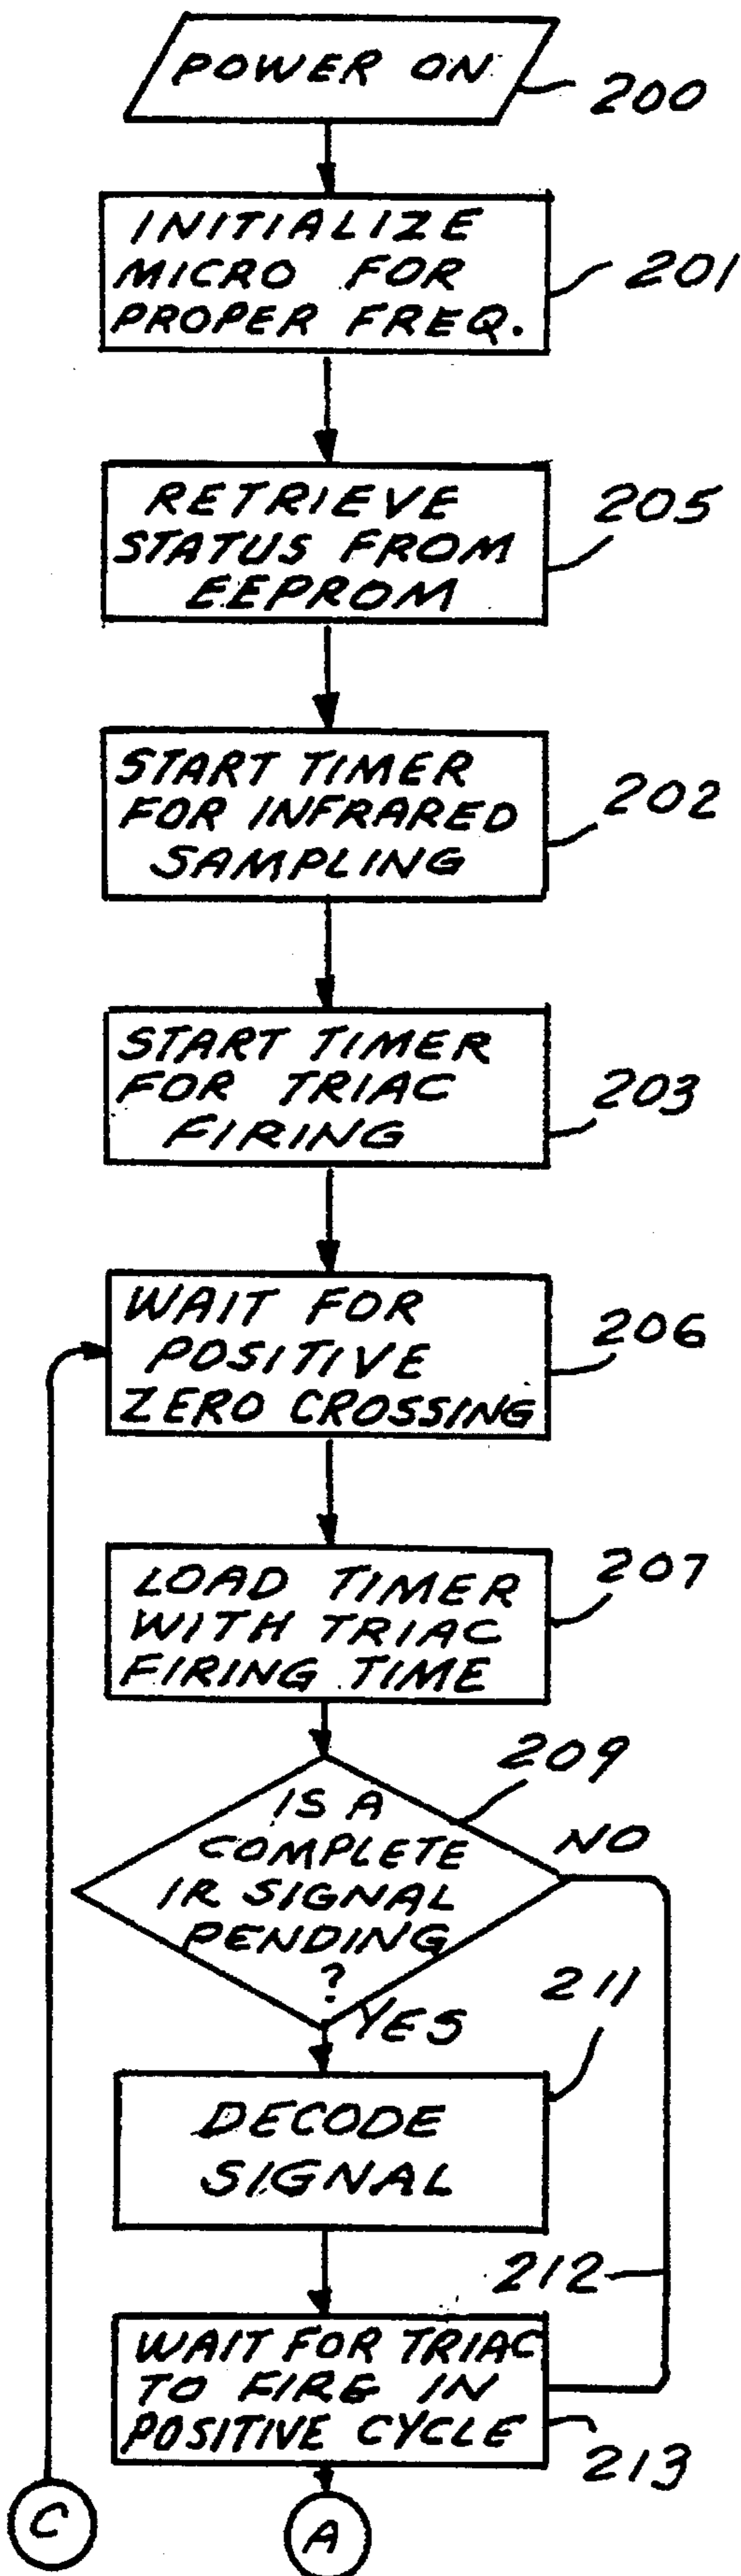 POWER ON
200
INITIALIZE
MICRO FOR
PROPER FREQ.
201
RETRIEVE
STATUS FROM
EEPROM
205
START TIMER
FOR INFRARED
SAMPLING
202
START TIMER
FOR TRIAC
FIRING
203
WAIT FOR
POSITIVE
ZERO CROSSING
206
LOAD TIMER
WITH TRIAC
FIRING TIME
207
209
IS A
COMPLETE
IR SIGNAL
PENDING
?
NO
YES
211
DECODE
SIGNAL
212
WAIT FOR TRIAC
TO FIRE IN
POSITIVE CYCLE
213
C
A